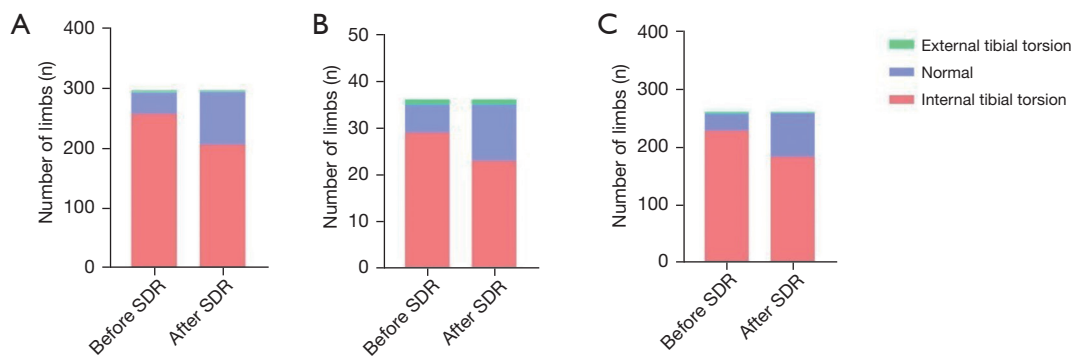 A
Number of limbs (n)
400
300
200
100
0
Before SDR
After SDR
B
Number of limbs (n)
50
40
30
20
10
0
Before SDR
After SDR
C
Number of limbs (n)
400
300
200
100
0
Before SDR
After SDR
External tibial torsion
Normal
Internal tibial torsion